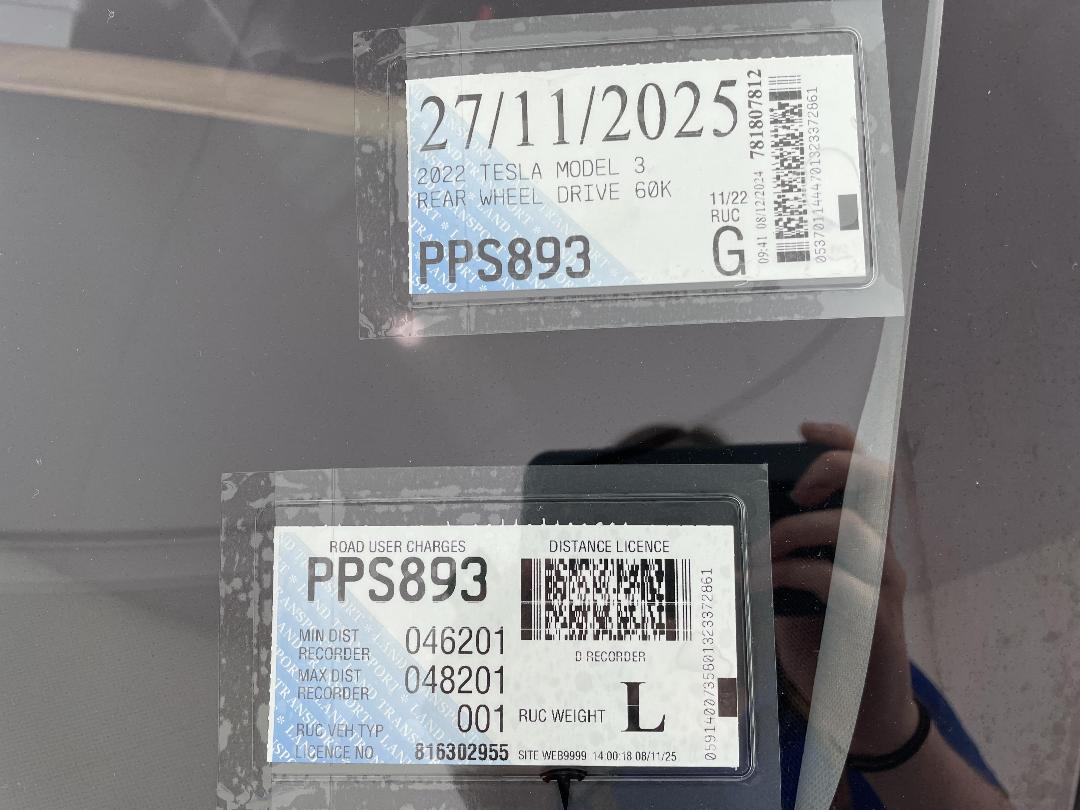 27/11/2025
2022 TESLA MODEL 3
REAR WHEEL DRIVE 60K
11/22
RUC
PPS893
G
09:41 08/12/2024 781807812
ROAD USER CHARGES
DISTANCE LICENCE
PPS893
MIN DIST
RECORDER
046201
D RECORDER
MAX DIST
RECORDER
048201
RUC VEH TYP
001
RUC WEIGHT
L
LICENCE NO.
816302955
SITE WEB9999 14:00:18 08/11/25